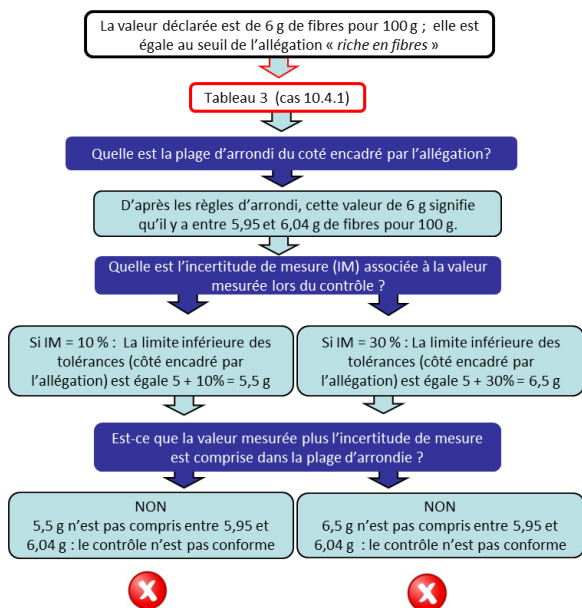 La valeur déclarée est de 6 g de fibres pour 100 g ; elle est
égale au seuil de l'allégation « riche en fibres »
Tableau 3 (cas 10.4.1)
Quelle est la plage d'arrondi du coté encadré par l'allégation?
D'après les règles d'arrondi, cette valeur de 6 g signifie
qu'il y a entre 5,95 et 6,04 g de fibres pour 100 g.
Quelle est l'incertitude de mesure (IM) associée à la valeur
mesurée lors du contrôle ?
Si IM = 10 % : La limite inférieure des
tolérances (côté encadré par
l'allégation) est égale 5 + 10% = 5,5 g
Si IM = 30 % : La limite inférieure des
tolérances (côté encadré par
l'allégation) est égale 5 + 30% = 6,5 g
Est-ce que la valeur mesurée plus l'incertitude de mesure
est comprise dans la plage d'arrondie ?
NON
5,5 g n'est pas compris entre 5,95 et
6,04 g : le contrôle n'est pas conforme
NON
6,5 g n'est pas compris entre 5,95 et
6,04 g : le contrôle n'est pas conforme